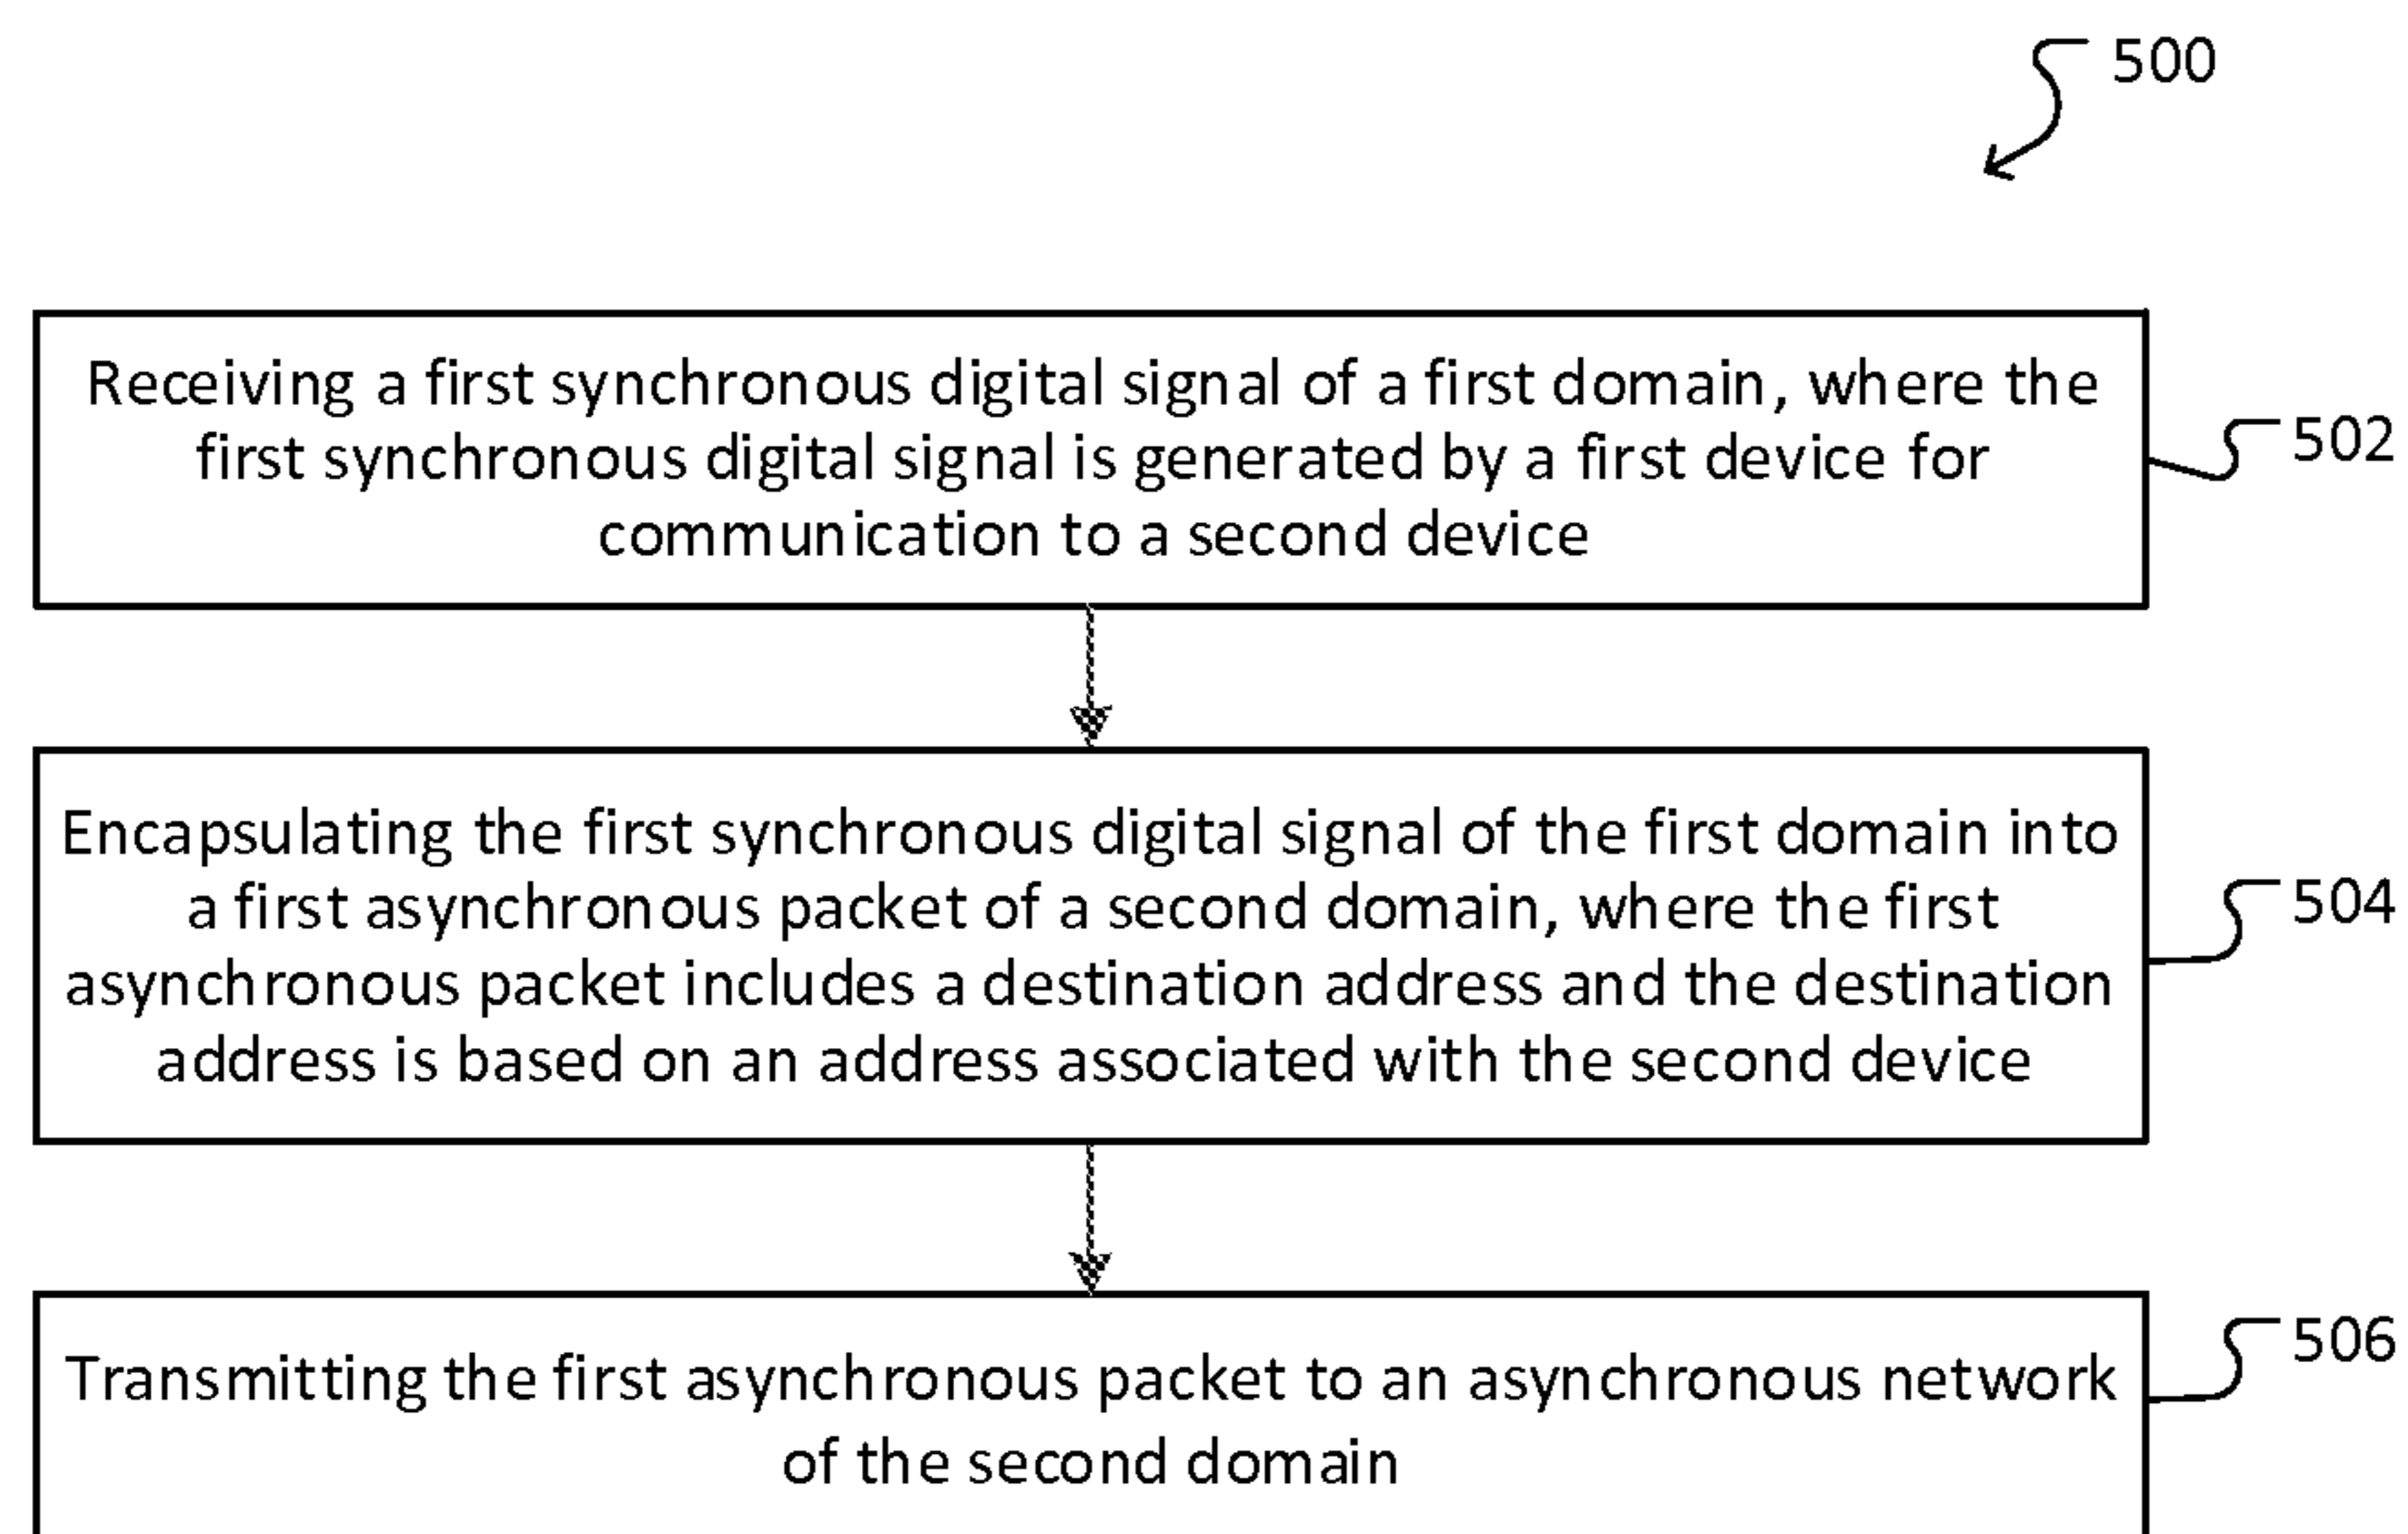 500
Receiving a first synchronous digital signal of a first domain, where the
first synchronous digital signal is generated by a first device for
communication to a second device
502
Encapsulating the first synchronous digital signal of the first domain into
a first asynchronous packet of a second domain, where the first
asynchronous packet includes a destination address and the destination
address is based on an address associated with the second device
504
Transmitting the first asynchronous packet to an asynchronous network
of the second domain
506